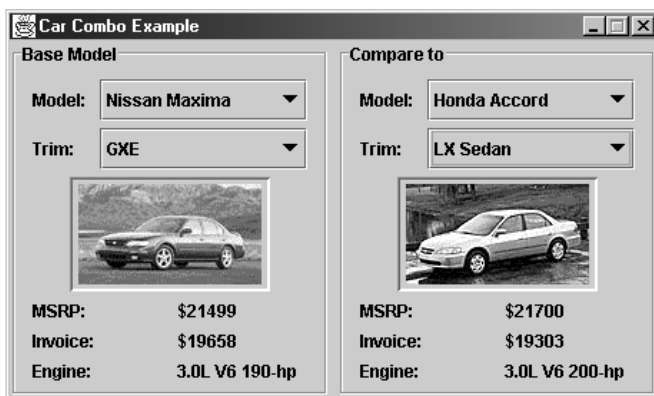 Car Combo Example
Base Model
Model: Nissan Maxima
Trim: GXE
MSRP: $21499
Invoice: $19658
Engine: 3.0L V6 190-hp
Compare to
Model: Honda Accord
Trim: LX Sedan
MSRP: $21700
Invoice: $19303
Engine: 3.0L V6 200-hp